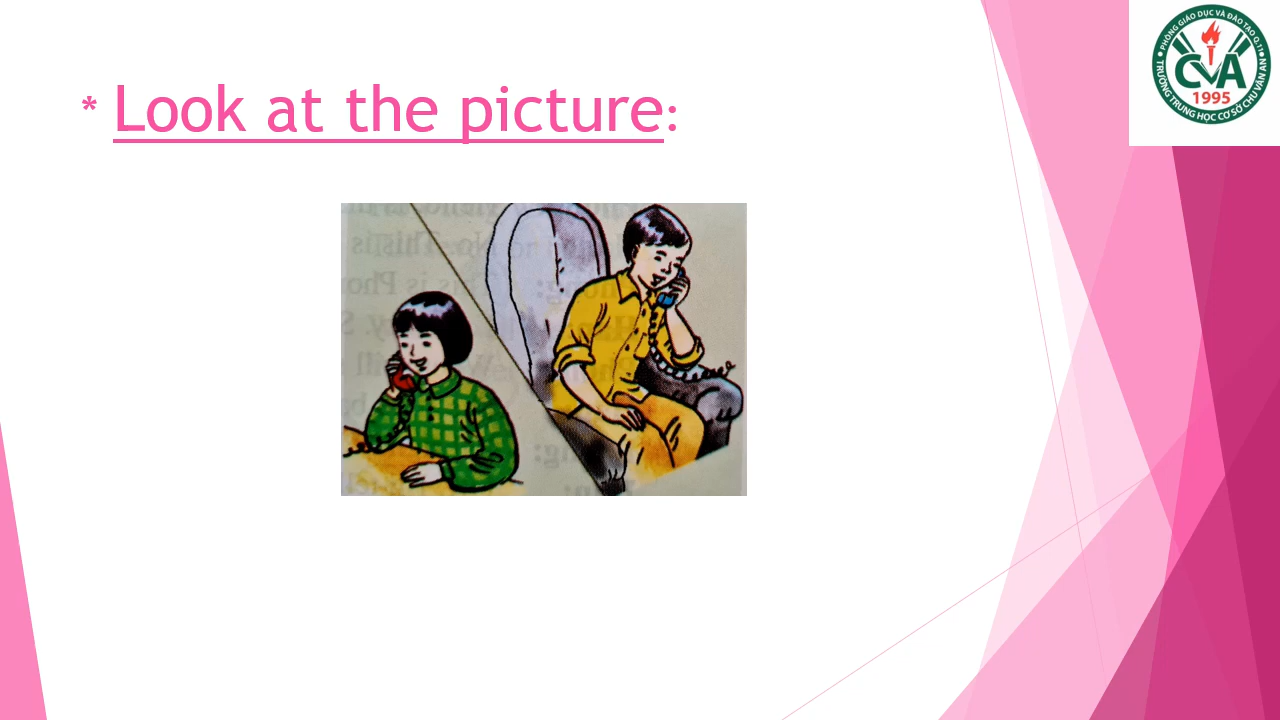 * Look at the picture:
PHÒNG GIÁO DỤC VÀ ĐÀO TẠO Q.11
CVA
1995
TRƯỜNG TRUNG HỌC CƠ SỞ CHU VĂN AN